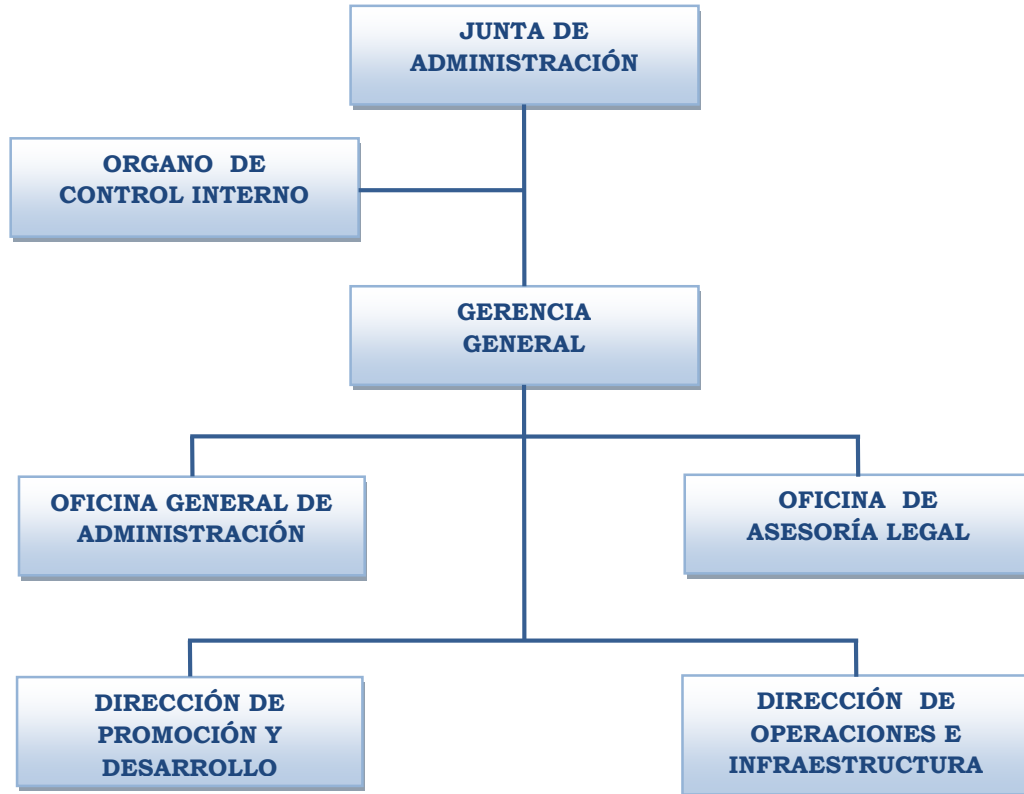 JUNTA DE
ADMINISTRACIÓN
ORGANO DE
CONTROL INTERNO
GERENCIA
GENERAL
OFICINA GENERAL DE
ADMINISTRACIÓN
OFICINA DE
ASESORÍA LEGAL
DIRECCIÓN DE
PROMOCIÓN Y
DESARROLLO
DIRECCIÓN DE
OPERACIONES E
INFRAESTRUCTURA